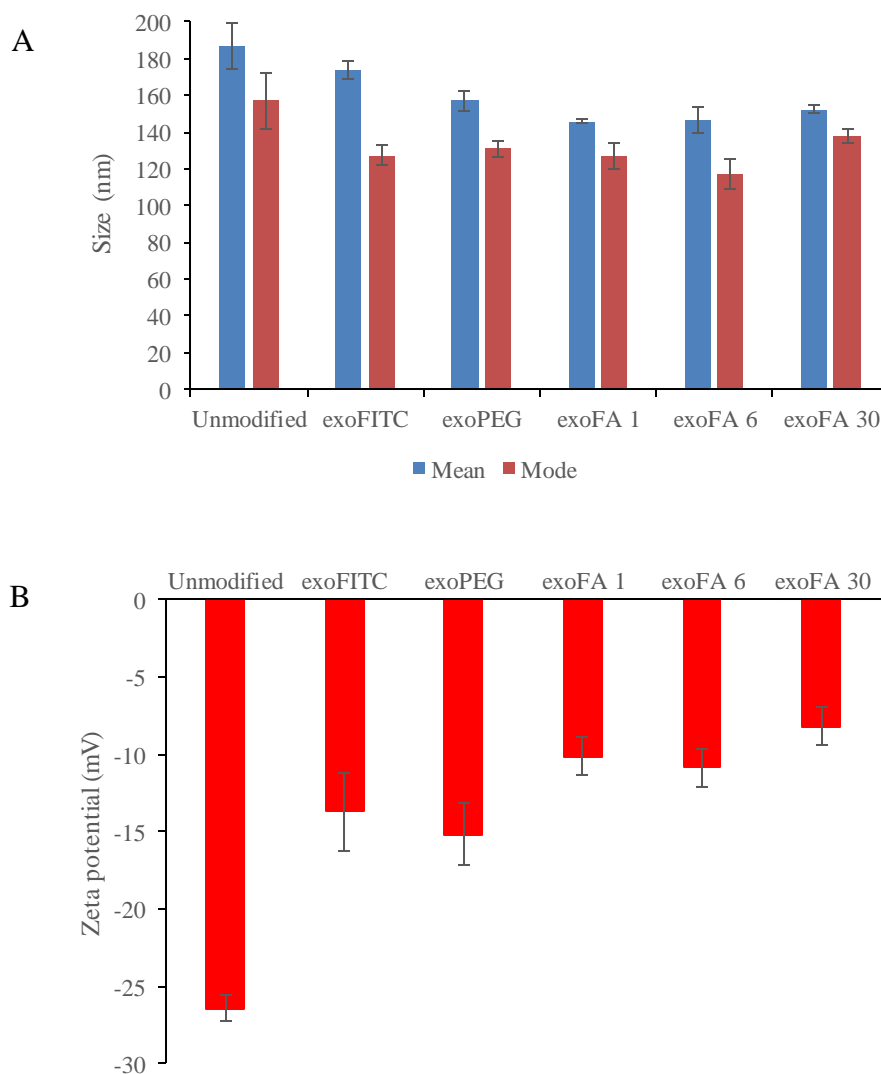 A
200
180
160
140
120
100
80
60
40
20
0
Size (nm)
Unmodified exoFITC exoPEG exoFA 1 exoFA 6 exoFA 30
Mean Mode
B
Unmodified exoFITC exoPEG exoFA 1 exoFA 6 exoFA 30
0
-5
-10
-15
-20
-25
-30
Zeta potential (mV)